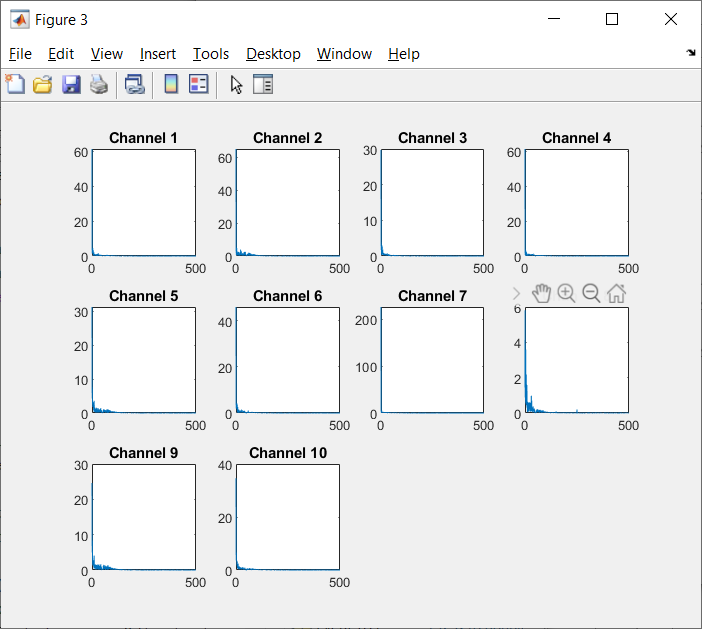 Figure 3
File Edit View Insert Tools Desktop Window Help
Channel 1 Channel 2 Channel 3 Channel 4
60 60 30 60
40 40 20 40
20 20 10 20
0 0 0 0
0 500 0 500 0 500 0 500
Channel 5 Channel 6 Channel 7
30 40 200 6
20 20 100 4
10 2
0 0 0 0
0 500 0 500 0 500 0 500
Channel 9 Channel 10
30 40
20 20
10
0 0
0 500 0 500